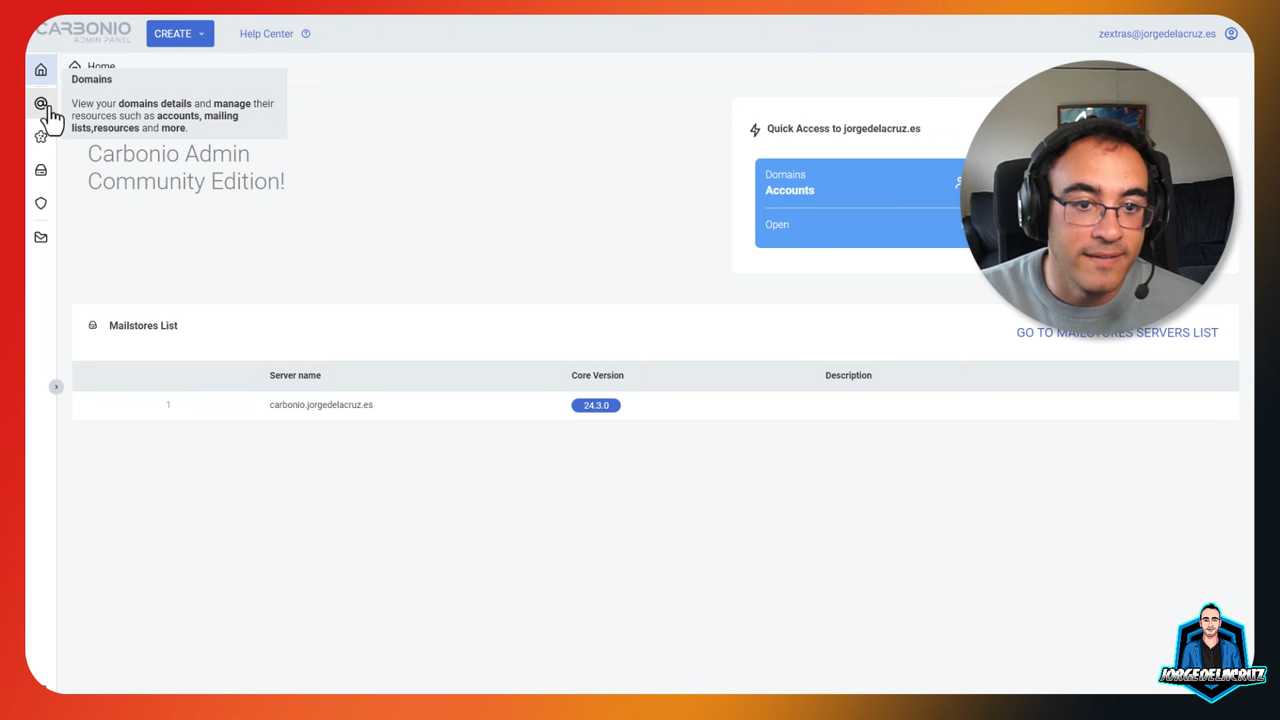 CARBONIO
ADMIN PANEL
CREATE
Help Center
zextras@jorgedelacruz.es
Home
Domains
View your domains details and manage their
resources such as accounts, mailing
lists,resources and more.
Carbonio Admin
Community Edition!
Quick Access to jorgedelacruz.es
Domains
Accounts
Open
Mailstores List
GO TO MAILSTORES SERVERS LIST
Server name
Core Version
Description
1
carbonio.jorgedelacruz.es
24.3.0
JORGEDELACRUZ